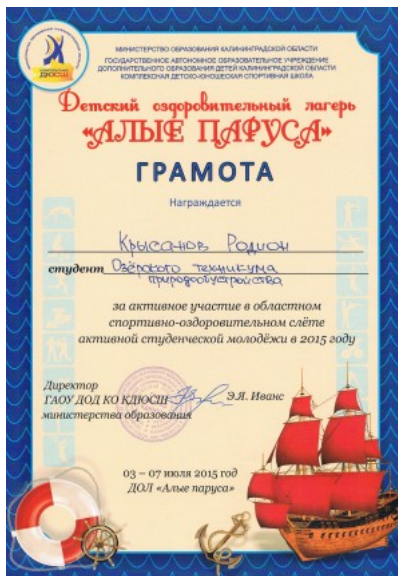 МИНИСТЕРСТВО ОБРАЗОВАНИЯ КАЛИНИНГРАДСКОЙ ОБЛАСТИ
ГОСУДАРСТВЕННОЕ АВТОНОМНОЕ ОБРАЗОВАТЕЛЬНОЕ УЧРЕЖДЕНИЕ
ДОПОЛНИТЕЛЬНОГО ОБРАЗОВАНИЯ ДЕТЕЙ КАЛИНИНГРАДСКОЙ ОБЛАСТИ
КОМПЛЕКСНАЯ ДЕТСКО-ЮНОШЕСКАЯ СПОРТИВНАЯ ШКОЛА
ДЮСШ
Детский оздоровительный лагерь
«АЛЫЕ ПАРУСА»
ГРАМОТА
Награждается
Крысанов Родион
студент Озёрского техникума
природообустройства
за активное участие в областном
спортивно-оздоровительном слёте
активной студенческой молодёжи в 2015 году
Директор
ГАОУ ДОД КО КДЮСШ Э.Я. Иванс
министерства образования
03 – 07 июля 2015 год
ДОЛ «Алые паруса»